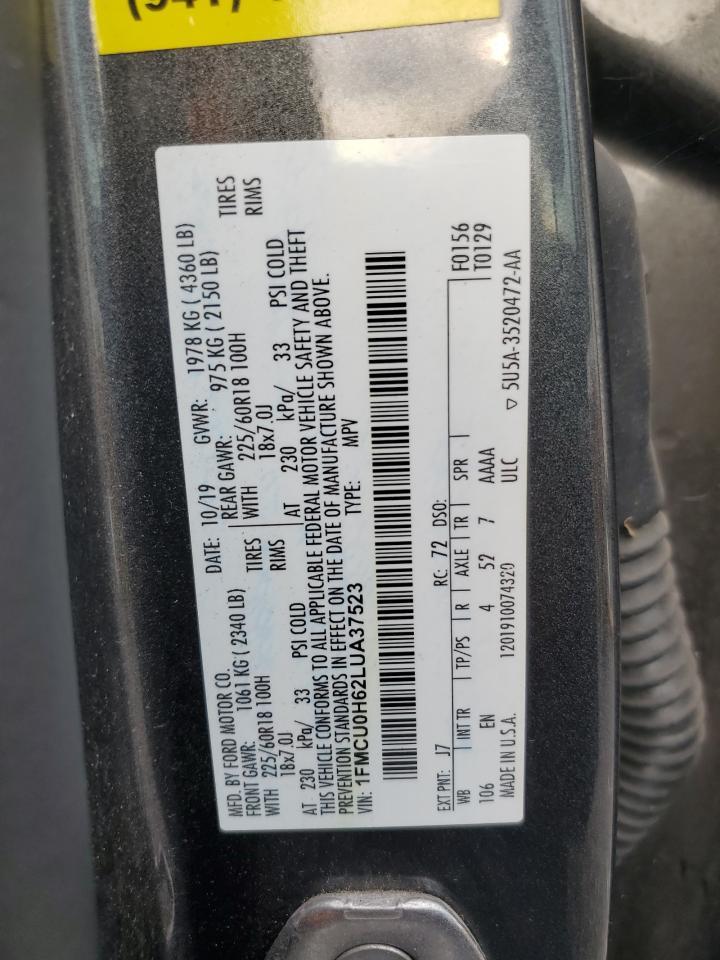 (541)
MFD. BY FORD MOTOR CO.
DATE: 10/19 GVWR: 1978 KG ( 4360 LB)
FRONT GAWR: 1061 KG ( 2340 LB)
REAR GAWR: 975 KG ( 2150 LB)
225/60R18 100H TIRES
WITH 225/60R18 100H TIRES
18x7.0J RIMS
18x7.0J RIMS
AT 230 kPa/ 33 PSI COLD
AT 230 kPa/ 33 PSI COLD
THIS VEHICLE CONFORMS TO ALL APPLICABLE FEDERAL MOTOR VEHICLE SAFETY AND THEFT
PREVENTION STANDARDS IN EFFECT ON THE DATE OF MANUFACTURE SHOWN ABOVE.
VIN: 1FMCU0H62LUA37523
TYPE: MPV
EXT PNT: J7 RC: 72 DSO: F0156
T0129
WB INT TR TP/PS R AXLE TR SPR
106 EN 4 52 7 AAAA
MADE IN U.S.A. 1201910074320 ULC ▽ 5U5A-3520472-AA